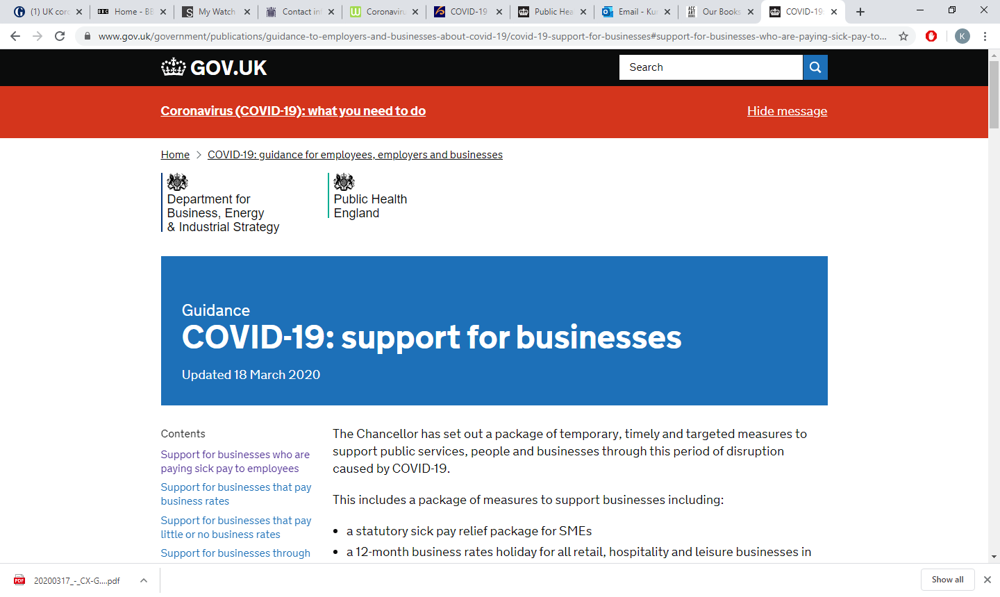 (1) UK cor
Home - BB
My Watch
Contact in
Coronaviru
COVID-19
Public Hea
Email - Ku
Our Books
COVID-19
www.gov.uk/government/publications/guidance-to-employers-and-businesses-about-covid-19/covid-19-support-for-businesses#support-for-businesses-who-are-paying-sick-pay-to...
K
GOV.UK
Search
Coronavirus (COVID-19): what you need to do
Hide message
Home
COVID-19: guidance for employees, employers and businesses
Department for
Business, Energy
& Industrial Strategy
Public Health
England
Guidance
COVID-19: support for businesses
Updated 18 March 2020
Contents
Support for businesses who are
paying sick pay to employees
Support for businesses that pay
business rates
Support for businesses that pay
little or no business rates
Support for businesses through
The Chancellor has set out a package of temporary, timely and targeted measures to
support public services, people and businesses through this period of disruption
caused by COVID-19.
This includes a package of measures to support businesses including:
• a statutory sick pay relief package for SMEs
• a 12-month business rates holiday for all retail, hospitality and leisure businesses in
PDF
20200317_-_CX-G....pdf
Show all